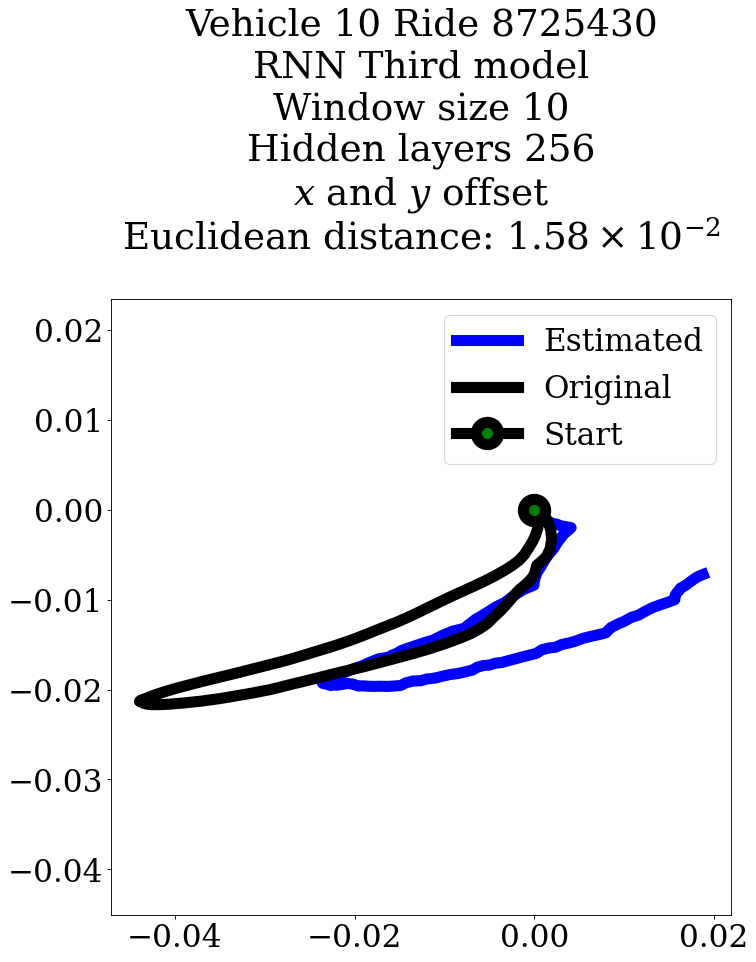 Vehicle 10 Ride 8725430
RNN Third model
Window size 10
Hidden layers 256
x and y offset
Euclidean distance: 1.58 × 10⁻²
Estimated
Original
Start
0.02
0.01
0.00
−0.01
−0.02
−0.03
−0.04
−0.04 −0.02 0.00 0.02